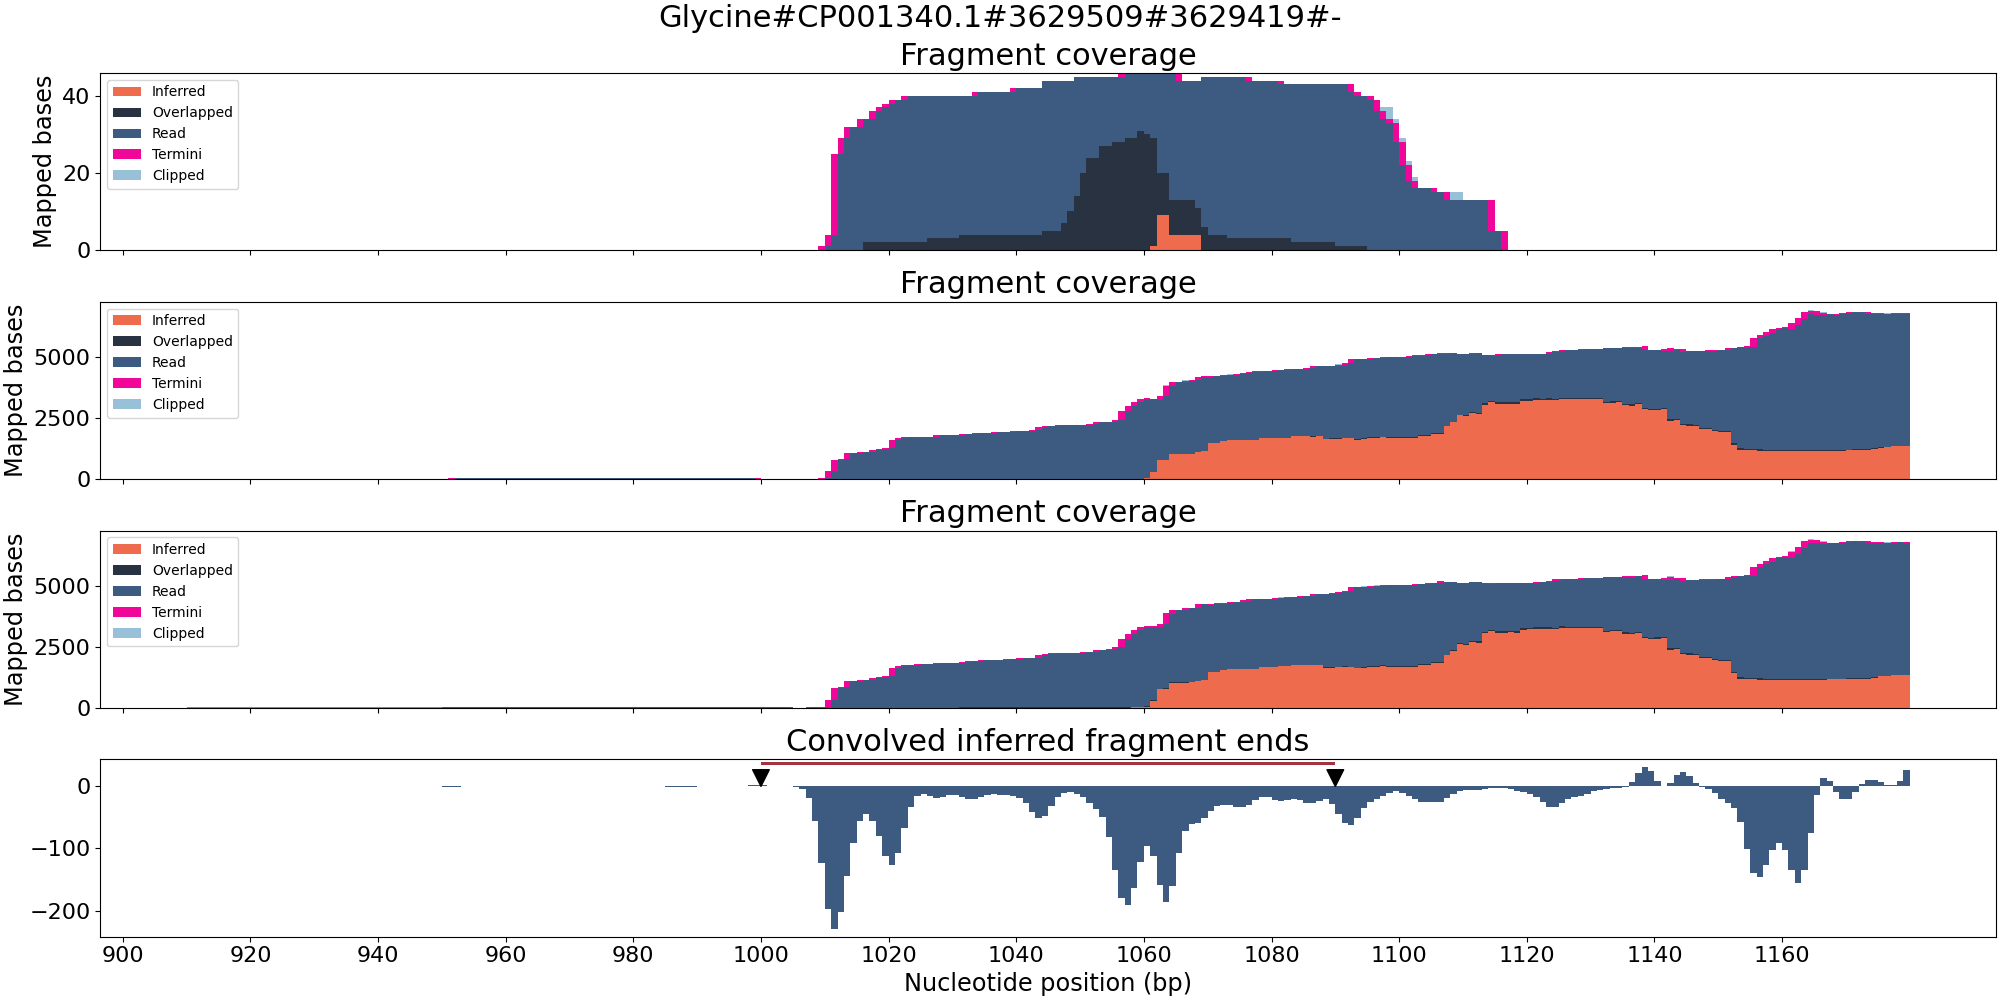 Glycine#CP001340.1#3629509#3629419#-
Fragment coverage
Mapped bases
40
20
0
Inferred
Overlapped
Read
Termini
Clipped
Fragment coverage
Mapped bases
5000
2500
0
Inferred
Overlapped
Read
Termini
Clipped
Fragment coverage
Mapped bases
5000
2500
0
Inferred
Overlapped
Read
Termini
Clipped
Convolved inferred fragment ends
0
−100
−200
900 920 940 960 980 1000 1020 1040 1060 1080 1100 1120 1140 1160
Nucleotide position (bp)